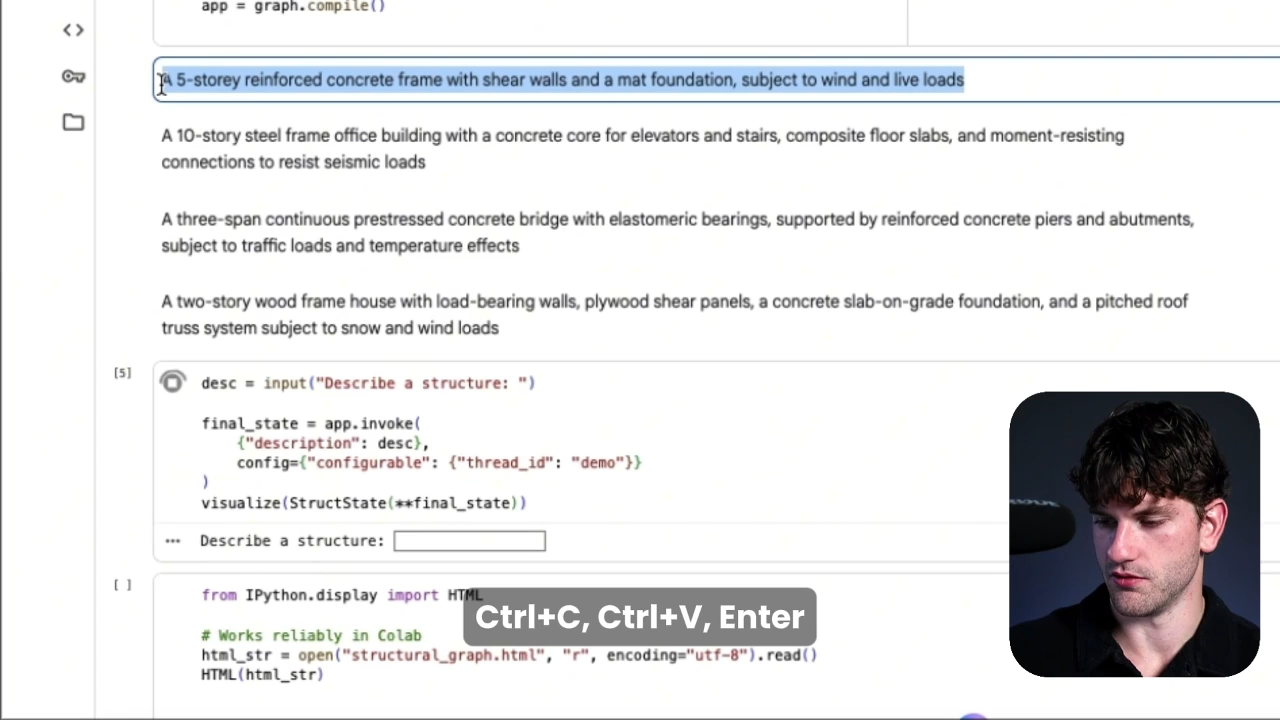 app = graph.compile()
A 5-storey reinforced concrete frame with shear walls and a mat foundation, subject to wind and live loads
A 10-story steel frame office building with a concrete core for elevators and stairs, composite floor slabs, and moment-resisting
connections to resist seismic loads
A three-span continuous prestressed concrete bridge with elastomeric bearings, supported by reinforced concrete piers and abutments,
subject to traffic loads and temperature effects
A two-story wood frame house with load-bearing walls, plywood shear panels, a concrete slab-on-grade foundation, and a pitched roof
truss system subject to snow and wind loads
[5]
desc = input("Describe a structure: ")
final_state = app.invoke(
{"description": desc},
config={"configurable": {"thread_id": "demo"}}
)
visualize(StructState(**final_state))
Describe a structure:
[ ]
from IPython.display import HTML
Ctrl+C, Ctrl+V, Enter
# Works reliably in Colab
html_str = open("structural_graph.html", "r", encoding="utf-8").read()
HTML(html_str)